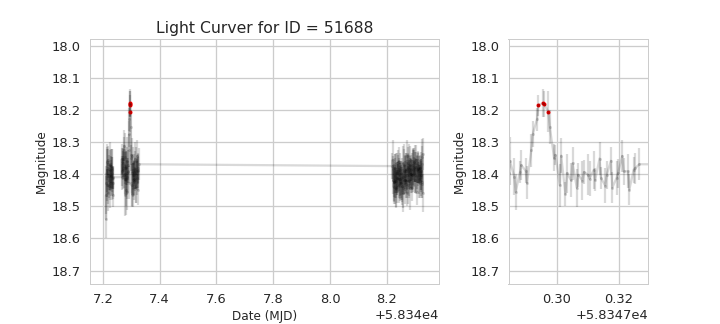 Light Curver for ID = 51688
18.0
18.1
18.2
18.3
18.4
18.5
18.6
18.7
Magnitude
7.2 7.4 7.6 7.8 8.0 8.2
Date (MJD)
+5.834e4
18.0
18.1
18.2
18.3
18.4
18.5
18.6
18.7
Magnitude
0.30 0.32
+5.8347e4